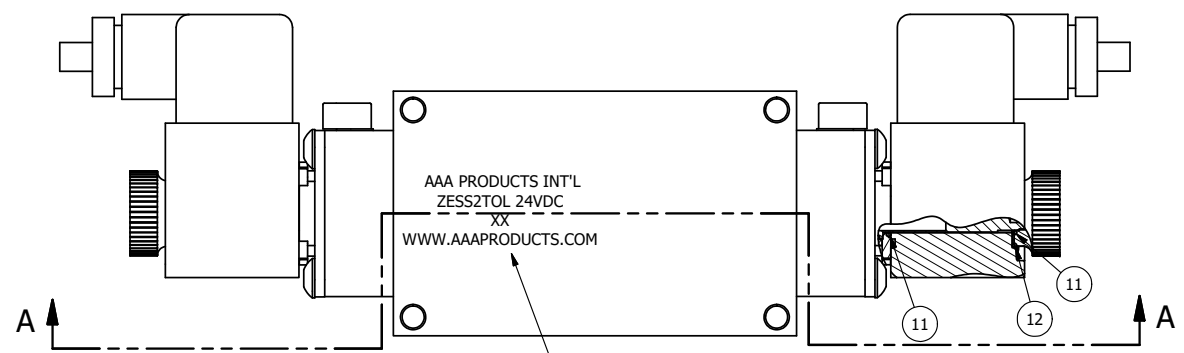 AAA PRODUCTS INT'L
ZESS2TOL 24VDC
XX
WWW.AAAPRODUCTS.COM
11
12
11
A
A